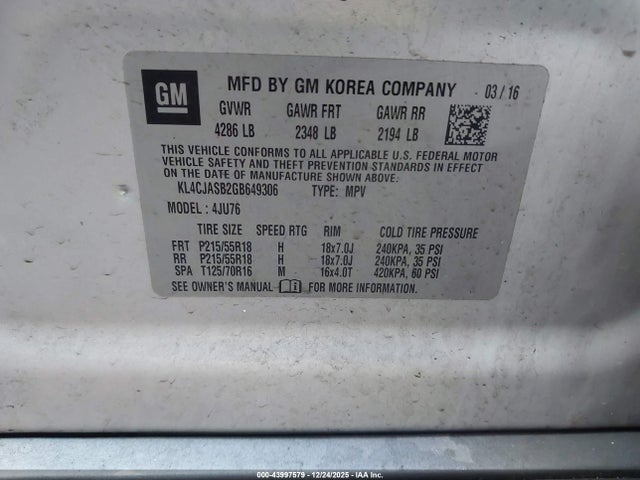 GM
MFD BY GM KOREA COMPANY 03 / 16
GVWR GAWR FRT GAWR RR
4286 LB 2348 LB 2194 LB
THIS VEHICLE CONFORMS TO ALL APPLICABLE U.S. FEDERAL MOTOR
VEHICLE SAFETY AND THEFT PREVENTION STANDARDS IN EFFECT
ON THE DATE OF MANUFACTURE SHOWN ABOVE.
KL4CJASB2GB649306 TYPE: MPV
MODEL : 4JU76
TIRE SIZE SPEED RTG RIM COLD TIRE PRESSURE
FRT P215/55R18 H 18x7.0J 240KPA, 35 PSI
RR P215/55R18 H 18x7.0J 240KPA, 35 PSI
SPA T125/70R16 M 16x4.0T 420KPA, 60 PSI
SEE OWNER'S MANUAL FOR MORE INFORMATION.
000-43997579 - 12/24/2025 - IAA Inc.